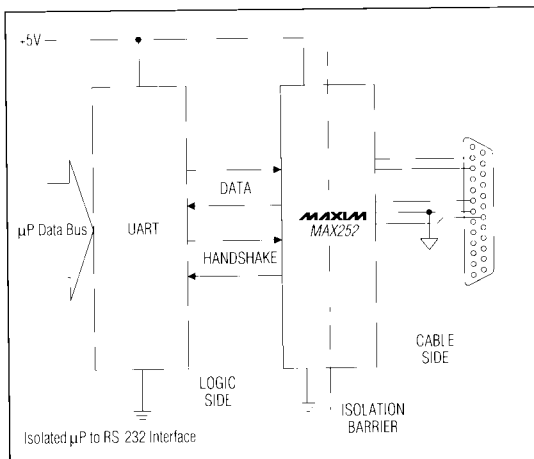 +5V
DATA
µP Data Bus
UART
MAXIM
MAX252
HANDSHAKE
CABLE
SIDE
LOGIC
SIDE
ISOLATION
BARRIER
Isolated µP to RS 232 Interface